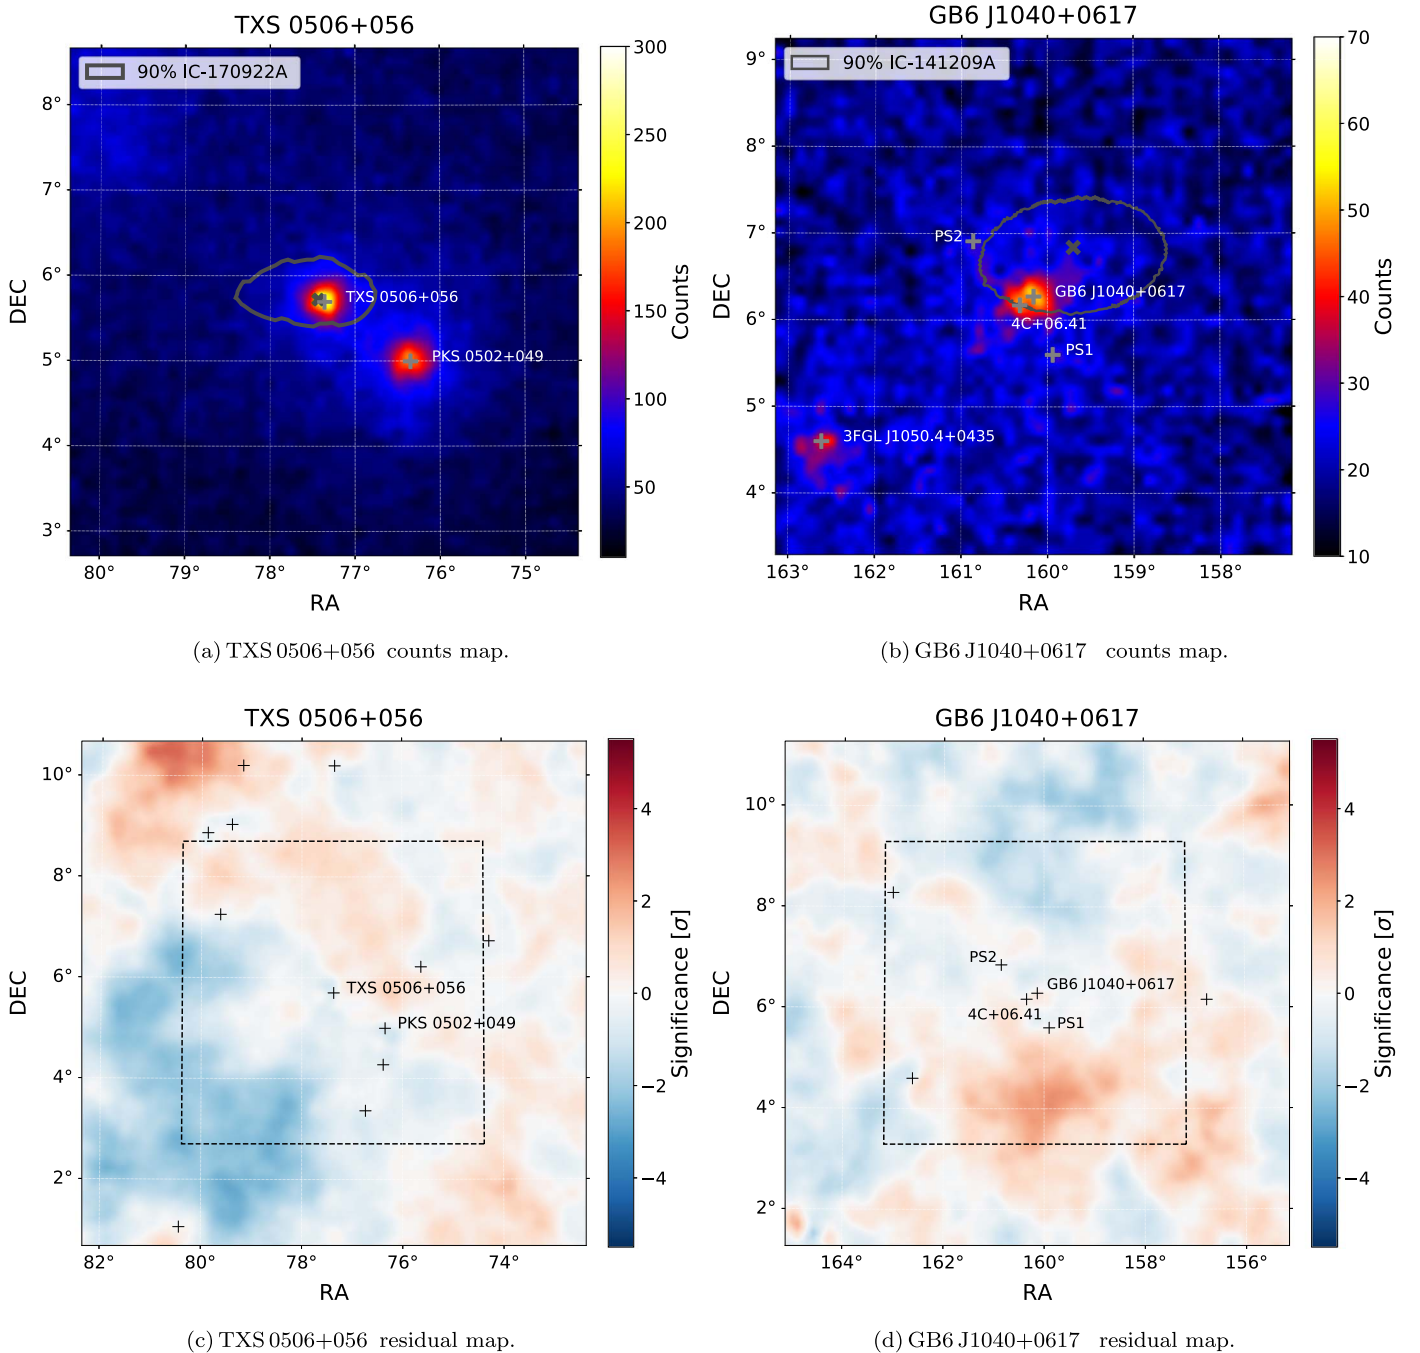 TXS 0506+056
90% IC-170922A
8°
7°
6°
5°
4°
3°
DEC
TXS 0506+056
PKS 0502+049
80°
78°
77°
76°
75°
RA
300
250
200
150
100
50
Counts
(a) TXS 0506+056 counts map.
GB6 J1040+0617
90% IC-141209A
9°
8°
7°
6°
5°
4°
DEC
PS2
GB6 J1040+0617
4C+06.41
PS1
3FGL J1050.4+0435
163°
162°
161°
160°
159°
158°
RA
70
60
50
40
30
20
10
Counts
(b) GB6 J1040+0617 counts map.
TXS 0506+056
10°
8°
6°
4°
2°
DEC
TXS 0506+056
PKS 0502+049
82°
80°
78°
76°
74°
RA
4
2
0
−2
−4
Significance [σ]
(c) TXS 0506+056 residual map.
GB6 J1040+0617
10°
8°
6°
4°
2°
DEC
PS2
GB6 J1040+0617
4C+06.41
PS1
164°
162°
160°
158°
156°
RA
4
2
0
−2
−4
Significance [σ]
(d) GB6 J1040+0617 residual map.